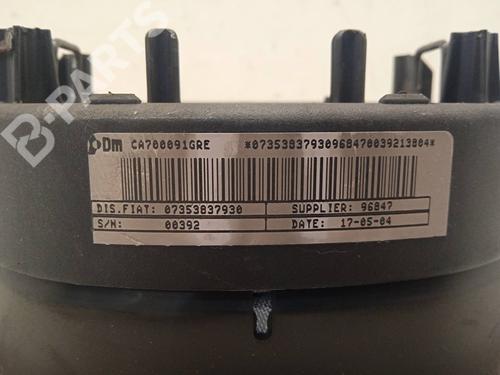 B-PARTS
Dm CA700091GRE *07353837930968470039213804*
DIS.FIAT: 07353837930 SUPPLIER: 96847
S/N: 00392 DATE: 17-05-04